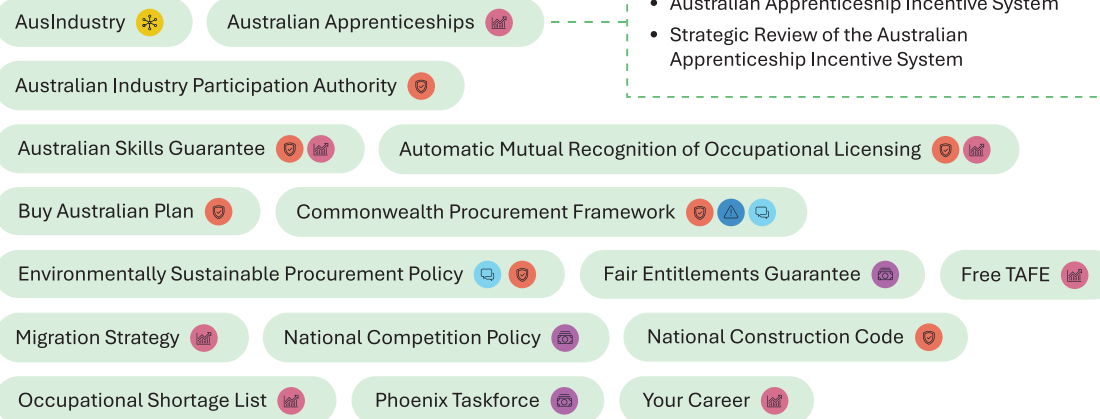 • Australian Apprenticeship Incentive System
AusIndustry
Australian Apprenticeships
• Strategic Review of the Australian
Apprenticeship Incentive System
Australian Industry Participation Authority
Australian Skills Guarantee
Automatic Mutual Recognition of Occupational Licensing
Buy Australian Plan
Commonwealth Procurement Framework
Environmentally Sustainable Procurement Policy
Fair Entitlements Guarantee
Free TAFE
Migration Strategy
National Competition Policy
National Construction Code
Occupational Shortage List
Phoenix Taskforce
Your Career